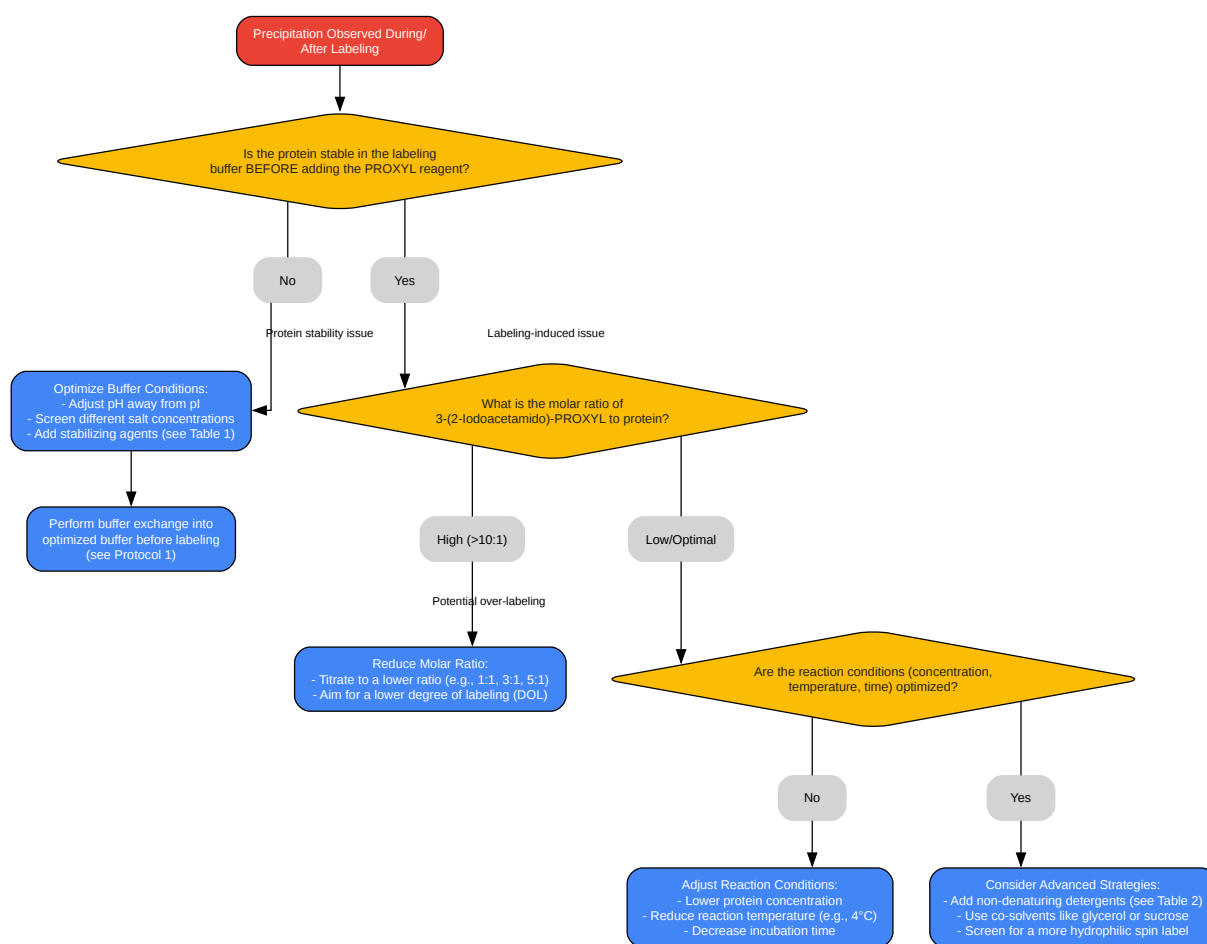 Precipitation Observed During/
After Labeling
Is the protein stable in the labeling
buffer BEFORE adding the PROXYL reagent?
No
Yes
Protein stability issue
Labeling-induced issue
Optimize Buffer Conditions:
- Adjust pH away from pI
- Screen different salt concentrations
- Add stabilizing agents (see Table 1)
What is the molar ratio of
3-(2-Iodoacetamido)-PROXYL to protein?
Perform buffer exchange into
optimized buffer before labeling
(see Protocol 1)
High (>10:1)
Low/Optimal
Potential over-labeling
Reduce Molar Ratio:
- Titrate to a lower ratio (e.g., 1:1, 3:1, 5:1)
- Aim for a lower degree of labeling (DOL)
Are the reaction conditions (concentration,
temperature, time) optimized?
No
Yes
Adjust Reaction Conditions:
- Lower protein concentration
- Reduce reaction temperature (e.g., 4°C)
- Decrease incubation time
Consider Advanced Strategies:
- Add non-denaturing detergents (see Table 2)
- Use co-solvents like glycerol or sucrose
- Screen for a more hydrophilic spin label